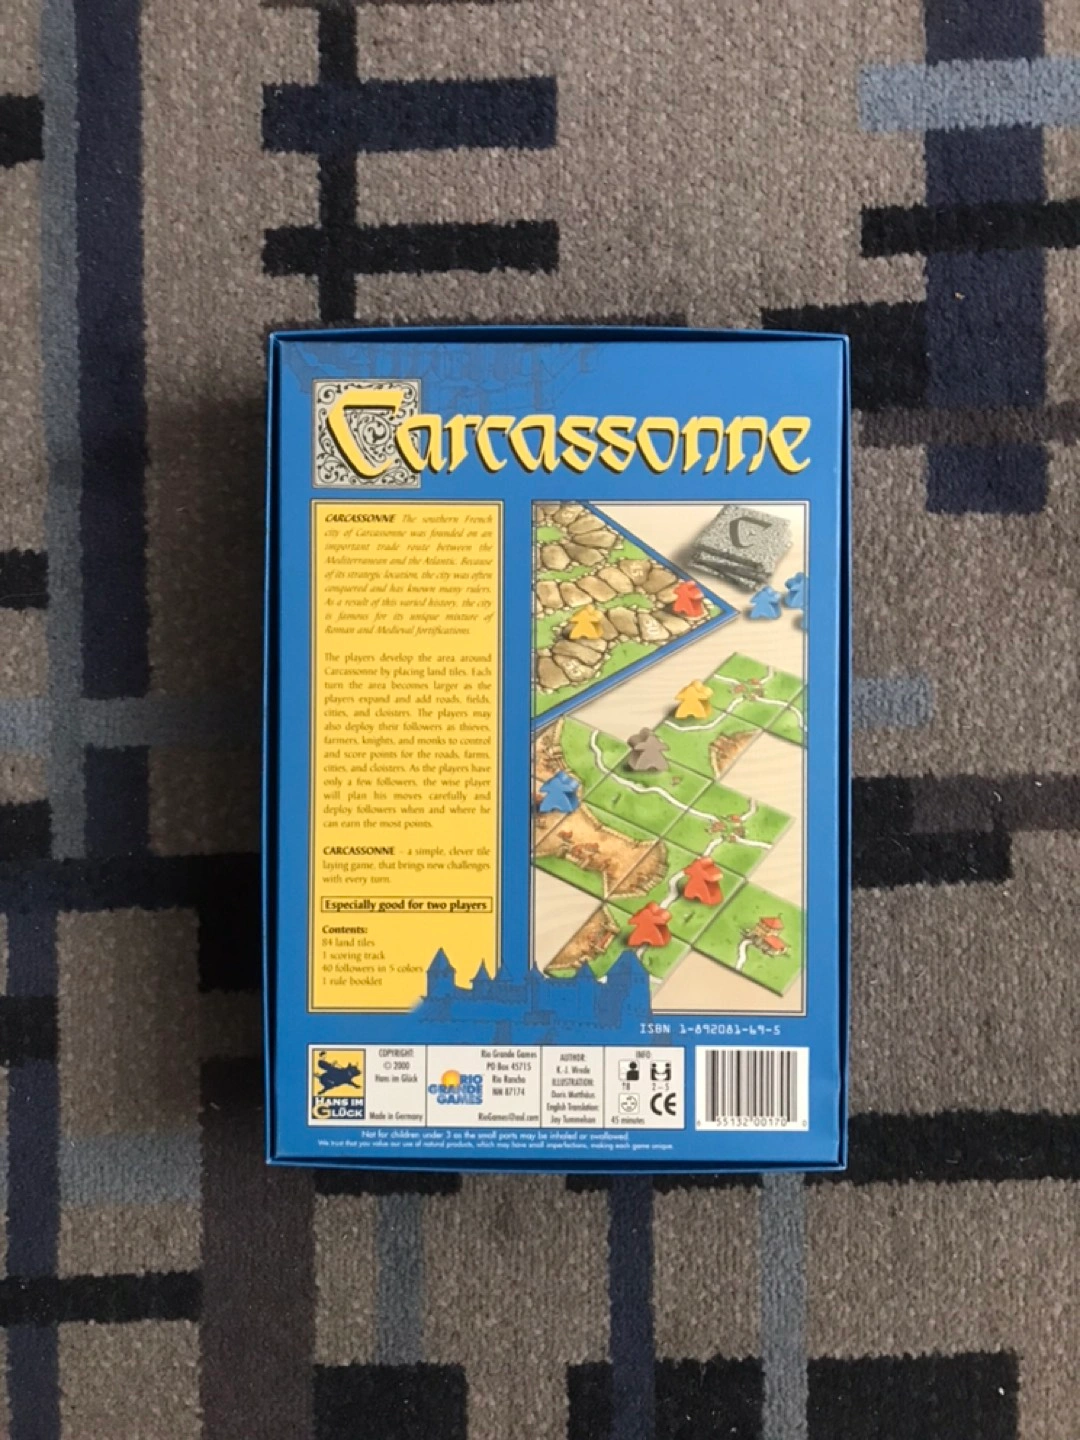 Carcassonne
CARCASSONNE The southern French
city of Carcassonne was founded on an
important trade route between the
Mediterranean and the Atlantic. Because
of its strategic location, the city was often
conquered and has known many rulers.
As a result of this varied history, the city
is famous for its unique mixture of
Roman and Medieval fortifications.
The players develop the area around
Carcassonne by placing land tiles. Each
turn the area becomes larger as the
players expand and add roads, fields,
cities, and cloisters. The players may
also deploy their followers as thieves,
farmers, knights, and monks to control
and score points for the roads, farms,
cities, and cloisters. As the players have
only a few followers, the wise player
will plan his moves carefully and
deploy followers when and where he
can earn the most points.
CARCASSONNE – a simple, clever tile
laying game, that brings new challenges
with every turn.
Especially good for two players
Contents:
84 land tiles
1 scoring track
40 followers in 5 colors
1 rule booklet
C
ISBN 1-892081-69-5
HANS IM
GLÜCK
COPYRIGHT:
© 2000
Hans im Glück
Made in Germany
RIO
GRANDE
GAMES
Rio Grande Games
PO Box 45715
Rio Rancho
NM 87174
RioGames@aol.com
AUTHOR:
K.-J. Wrede
ILLUSTRATION:
Doris Matthäus
English Translation:
Jay Tummelson
INFO:
2-5
45 minutes
CE
55132 00170 0
Not for children under 3 as the small parts may be inhaled or swallowed.
We trust that you value our use of natural products, which may have small imperfections, making each game unique.